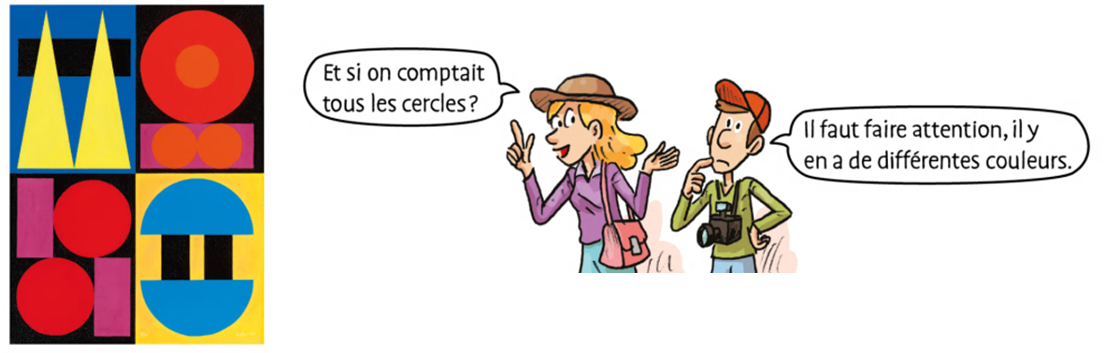 Et si on comptait
tous les cercles ?
Il faut faire attention, il y
en a de différentes couleurs.